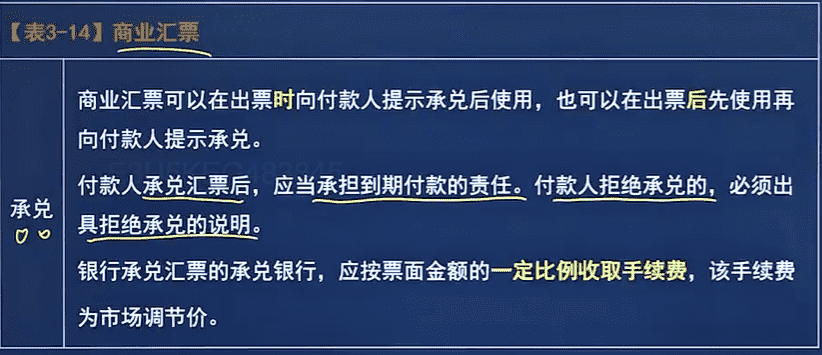 【表3-14】商业汇票
商业汇票可以在出票时向付款人提示承兑后使用，也可以在出票后先使用再
向付款人提示承兑。
付款人承兑汇票后，应当承担到期付款的责任。付款人拒绝承兑的，必须出
具拒绝承兑的说明。
承兑
银行承兑汇票的承兑银行，应按票面金额的一定比例收取手续费，该手续费
为市场调节价。